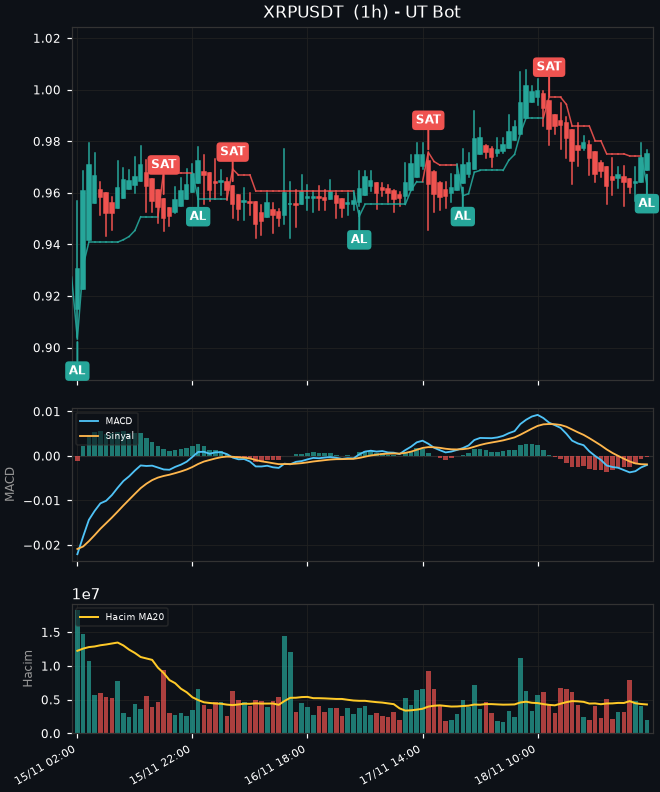 XRPUSDT (1h) - UT Bot
1.02
1.00
0.98
0.96
0.94
0.92
0.90
SAT
SAT
SAT
SAT
AL
AL
AL
AL
AL
AL
MACD
Sinyal
0.01
0.00
−0.01
−0.02
MACD
1e7
Hacim MA20
1.5
1.0
0.5
0.0
Hacim
15/11 02:00
15/11 22:00
16/11 18:00
17/11 14:00
18/11 10:00